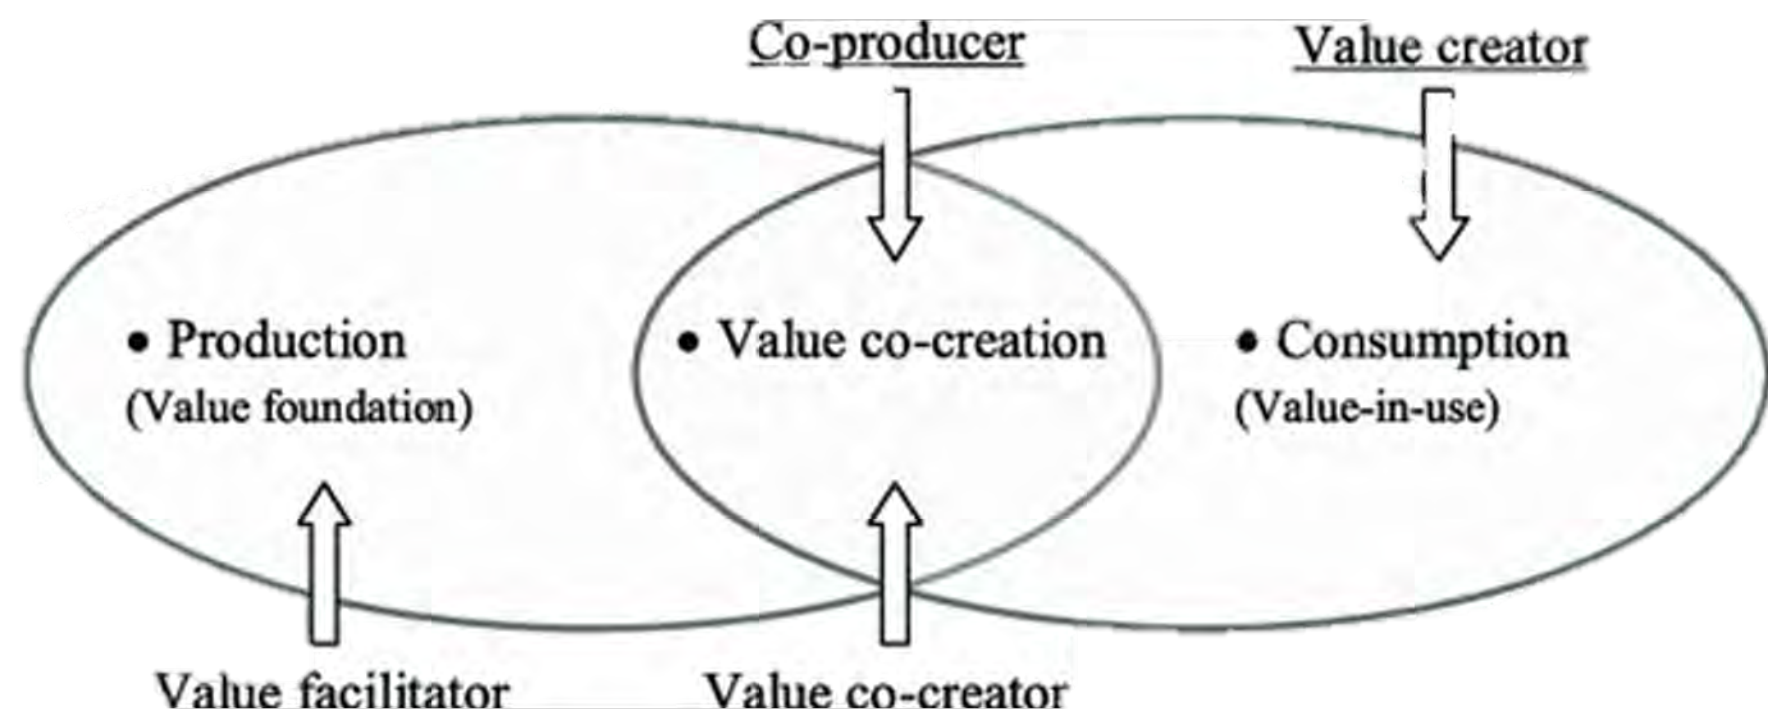 Co-producer
Value creator
• Production
(Value foundation)
• Value co-creation
• Consumption
(Value-in-use)
Value facilitator
Value co-creator